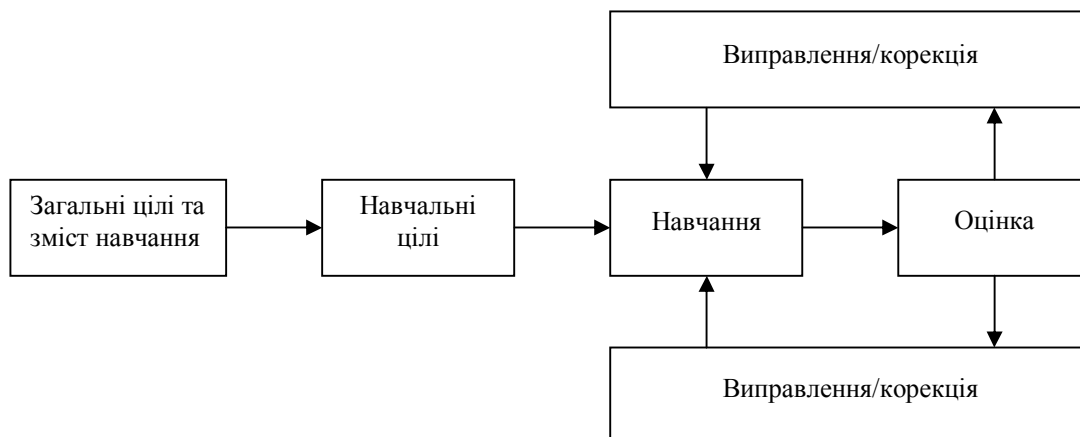 Виправлення/корекція
Загальні цілі та
зміст навчання
Навчальні
цілі
Навчання
Оцінка
Виправлення/корекція